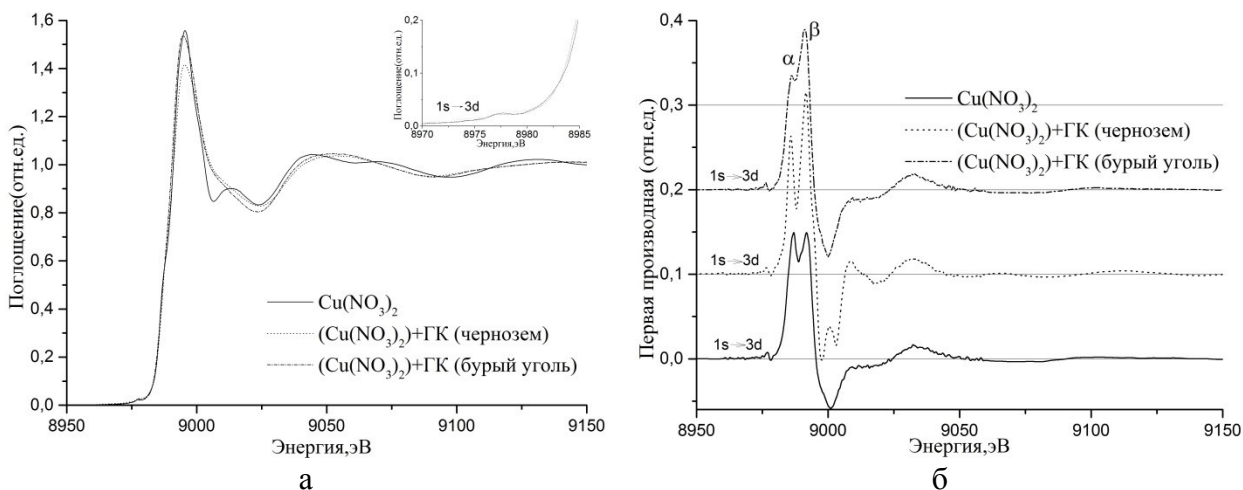 1,6
1,4
1,2
1,0
0,8
0,6
0,4
0,2
0,0
Поглощение(отн.ед.)
8950
9000
9050
9100
9150
Энергия,эВ
Cu(NO₃)₂
(Cu(NO₃)₂)+ГК (чернозем)
(Cu(NO₃)₂)+ГК (бурый уголь)
0,2
0,1
0,0
Поглощение(отн.ед.)
1s→3d
8970
8975
8980
8985
Энергия,эВ
а
0,4
0,3
0,2
0,1
0,0
Первая производная (отн.ед.)
α
β
Cu(NO₃)₂
(Cu(NO₃)₂)+ГК (чернозем)
(Cu(NO₃)₂)+ГК (бурый уголь)
1s→3d
1s→3d
1s→3d
8950
9000
9050
9100
9150
Энергия,эВ
б